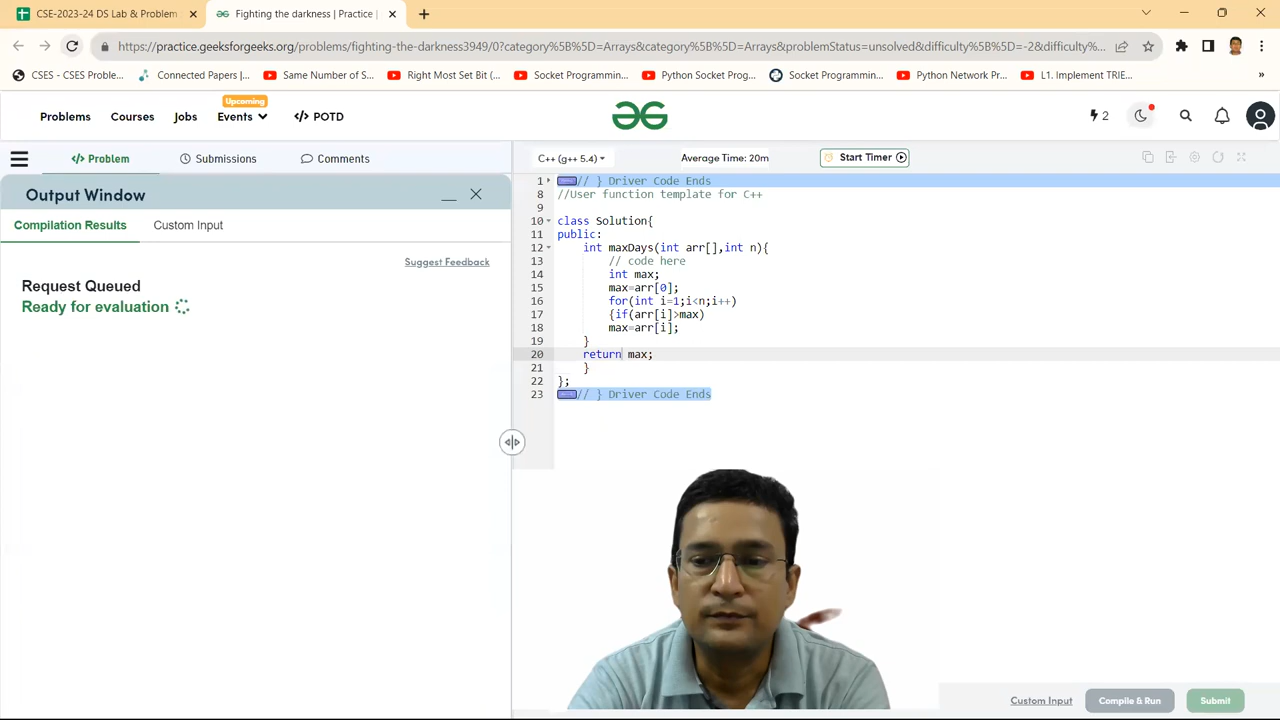 CSE-2023-24 DS Lab & Problem
Fighting the darkness | Practice |
https://practice.geeksforgeeks.org/problems/fighting-the-darkness3949/0?category%5B%5D=Arrays&category%5B%5D=Arrays&problemStatus=unsolved&difficulty%5B%5D=-2&difficulty%...
CSES - CSES Proble... Connected Papers |... Same Number of S... Right Most Set Bit (... Socket Programmin... Python Socket Prog... Socket Programmin... Python Network Pr... L1. Implement TRIE... »
Upcoming
Problems Courses Jobs Events </> POTD 2
</> Problem Submissions Comments C++ (g++ 5.4) Average Time: 20m Start Timer
Output Window
Compilation Results Custom Input
Suggest Feedback
Request Queued
Ready for evaluation
1 // } Driver Code Ends
8 //User function template for C++
9
10 class Solution{
11 public:
12 int maxDays(int arr[],int n){
13 // code here
14 int max;
15 max=arr[0];
16 for(int i=1;i<n;i++)
17 {if(arr[i]>max)
18 max=arr[i];
19 }
20 return max;
21 }
22 };
23 // } Driver Code Ends
Custom Input Compile & Run Submit